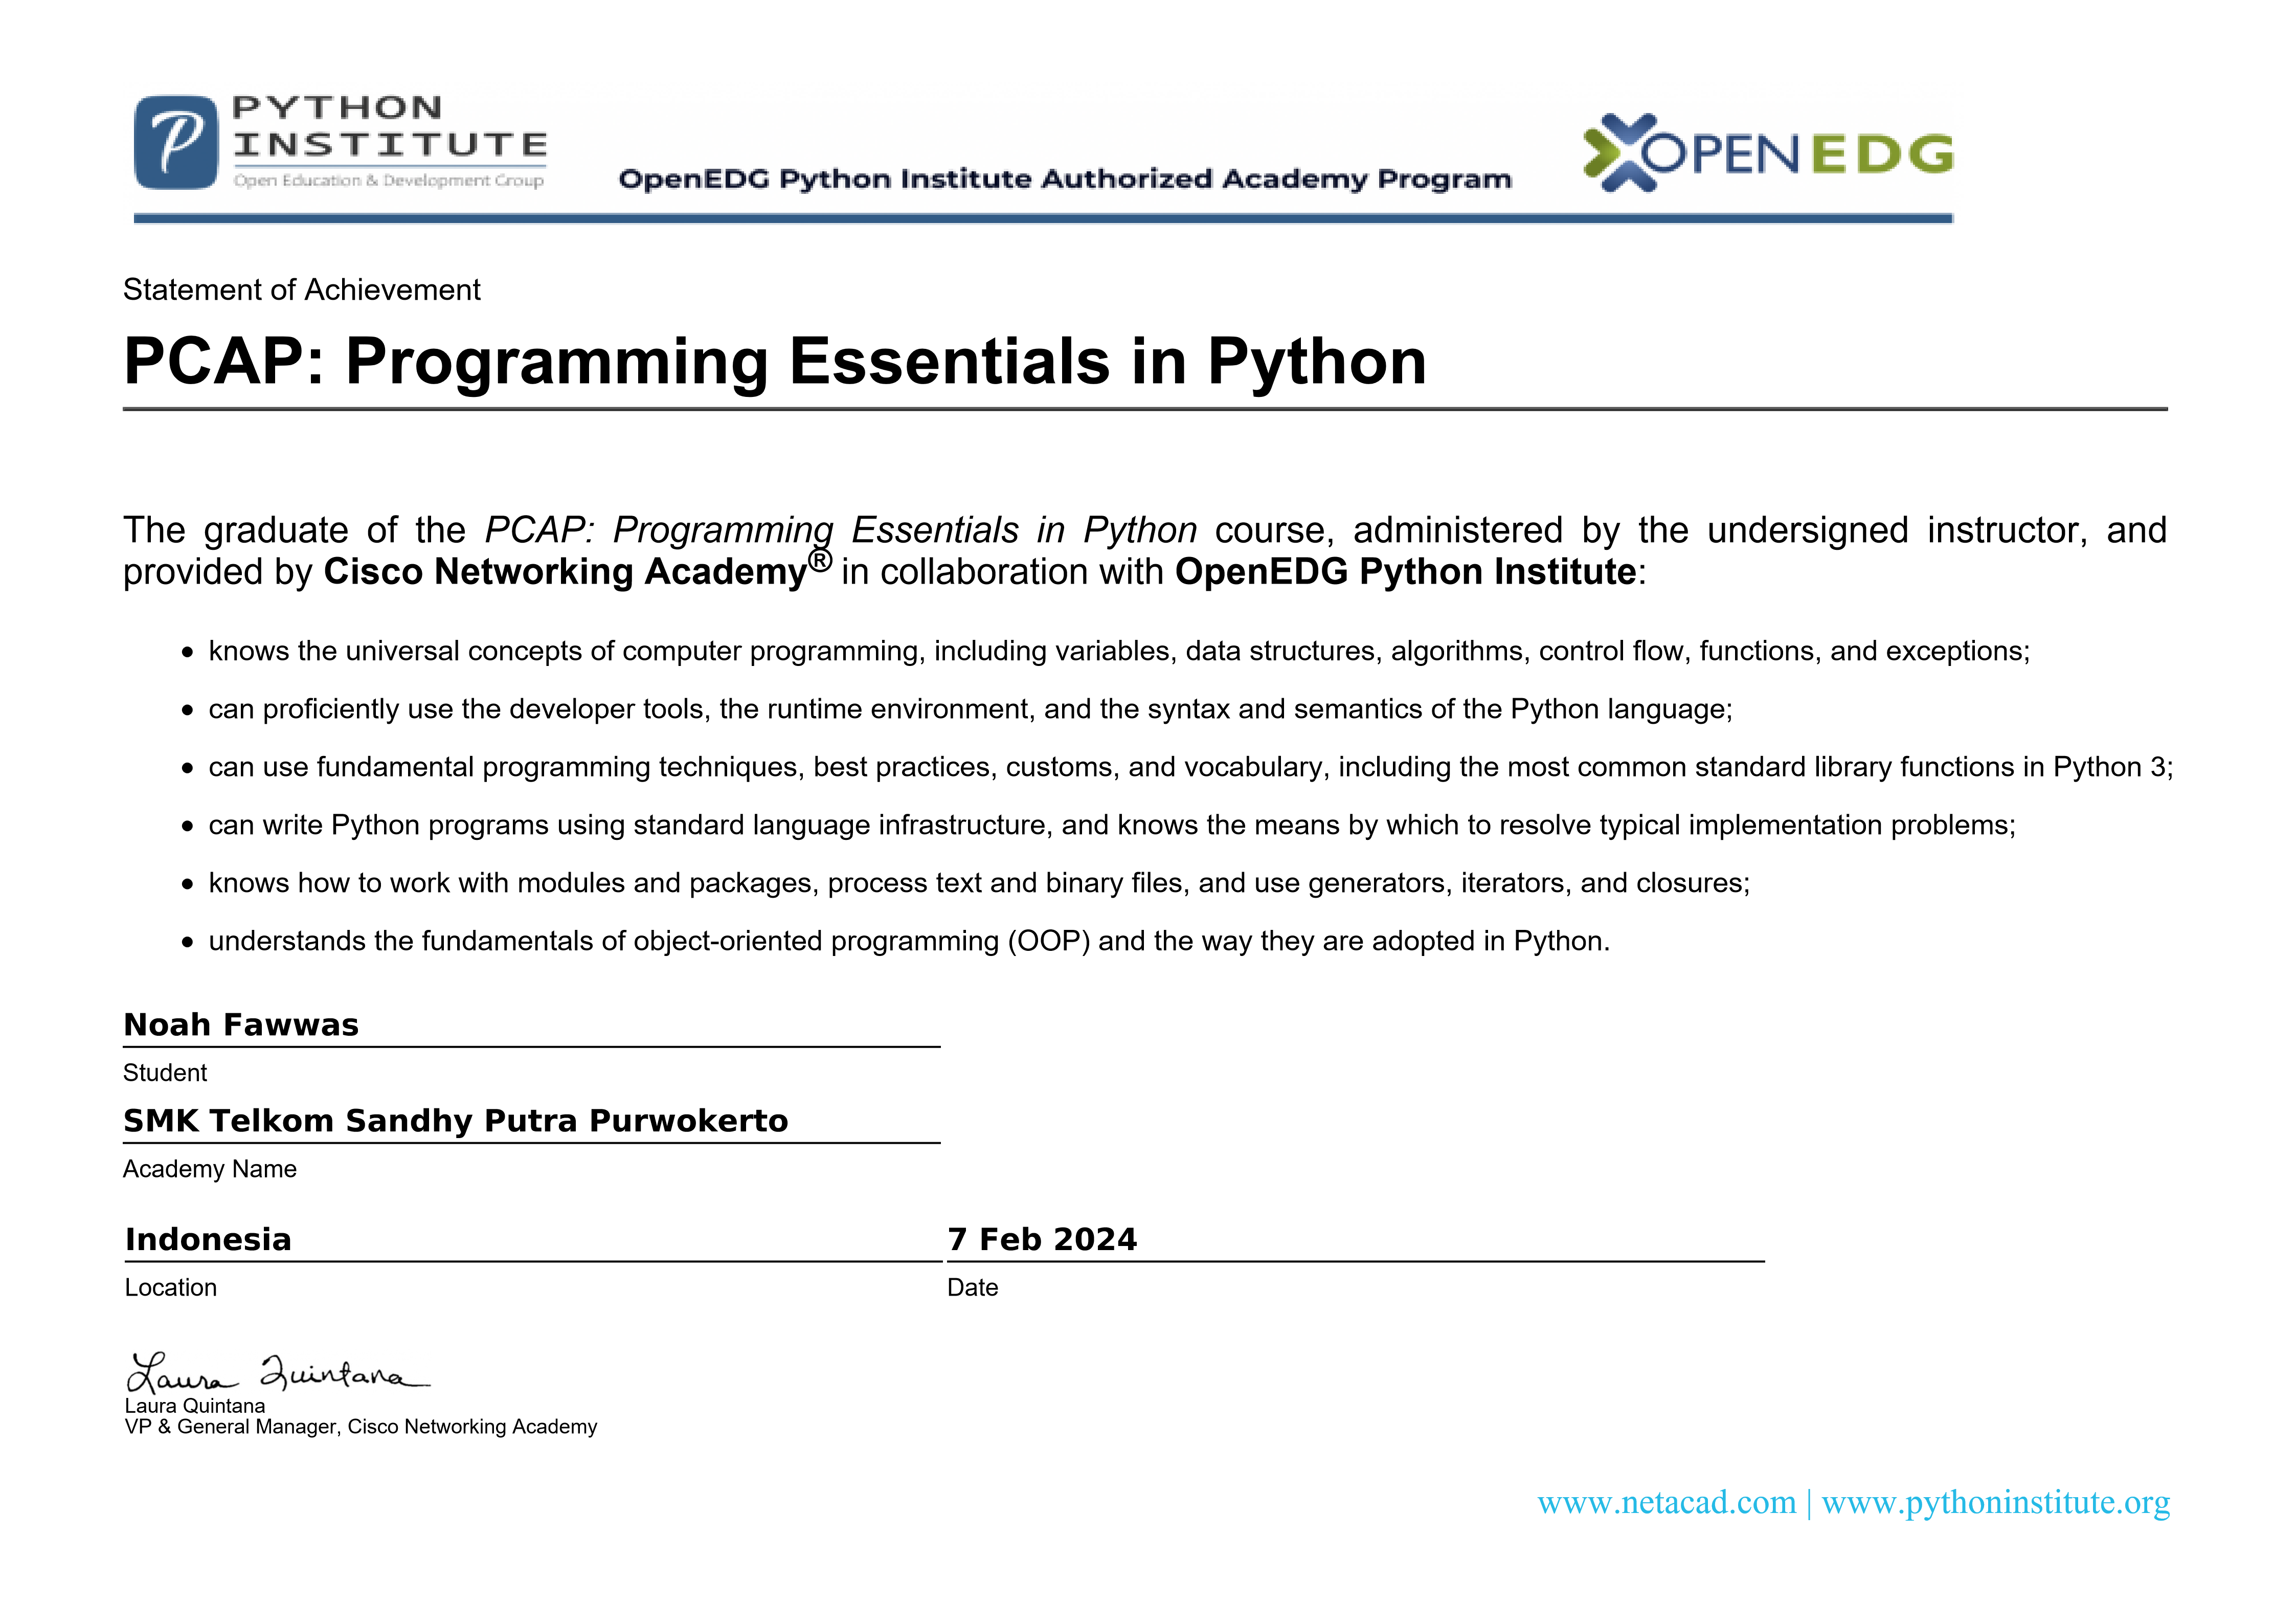 PYTHON
INSTITUTE
Open Education & Development Group
OpenEDG Python Institute Authorized Academy Program
OPENEDG
Statement of Achievement
PCAP: Programming Essentials in Python
The graduate of the PCAP: Programming Essentials in Python course, administered by the undersigned instructor, and
provided by Cisco Networking Academy® in collaboration with OpenEDG Python Institute:
• knows the universal concepts of computer programming, including variables, data structures, algorithms, control flow, functions, and exceptions;
• can proficiently use the developer tools, the runtime environment, and the syntax and semantics of the Python language;
• can use fundamental programming techniques, best practices, customs, and vocabulary, including the most common standard library functions in Python 3;
• can write Python programs using standard language infrastructure, and knows the means by which to resolve typical implementation problems;
• knows how to work with modules and packages, process text and binary files, and use generators, iterators, and closures;
• understands the fundamentals of object-oriented programming (OOP) and the way they are adopted in Python.
Noah Fawwas
Student
SMK Telkom Sandhy Putra Purwokerto
Academy Name
Indonesia
Location
7 Feb 2024
Date
Laura Quintana
Laura Quintana
VP & General Manager, Cisco Networking Academy
www.netacad.com | www.pythoninstitute.org